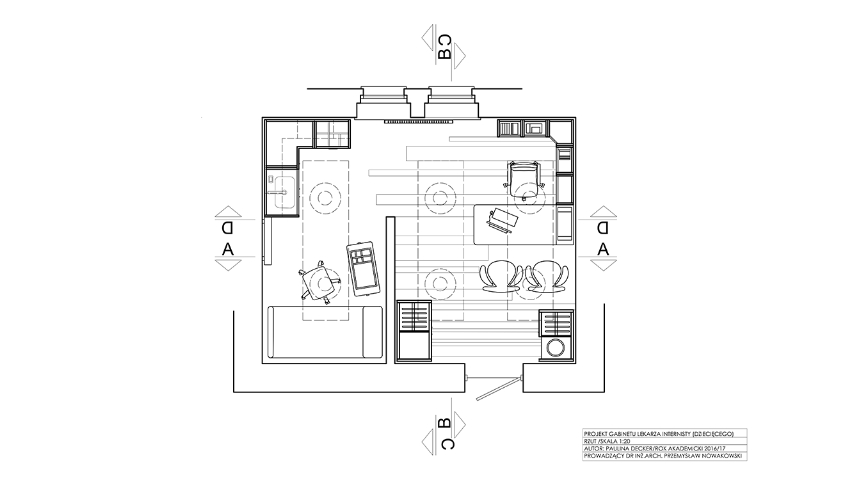 C
B
D
D
A
A
B
C
PROJEKT GABINETU LEKARZA INTERNISTY (DZIECIĘCEGO)
RZUT /SKALA 1:20
AUTOR: PAULINA DECKER/ROK AKADEMICKI 2016/17
PROWADZĄCY DR INŻ.ARCH. PRZEMYSŁAW NOWAKOWSKI